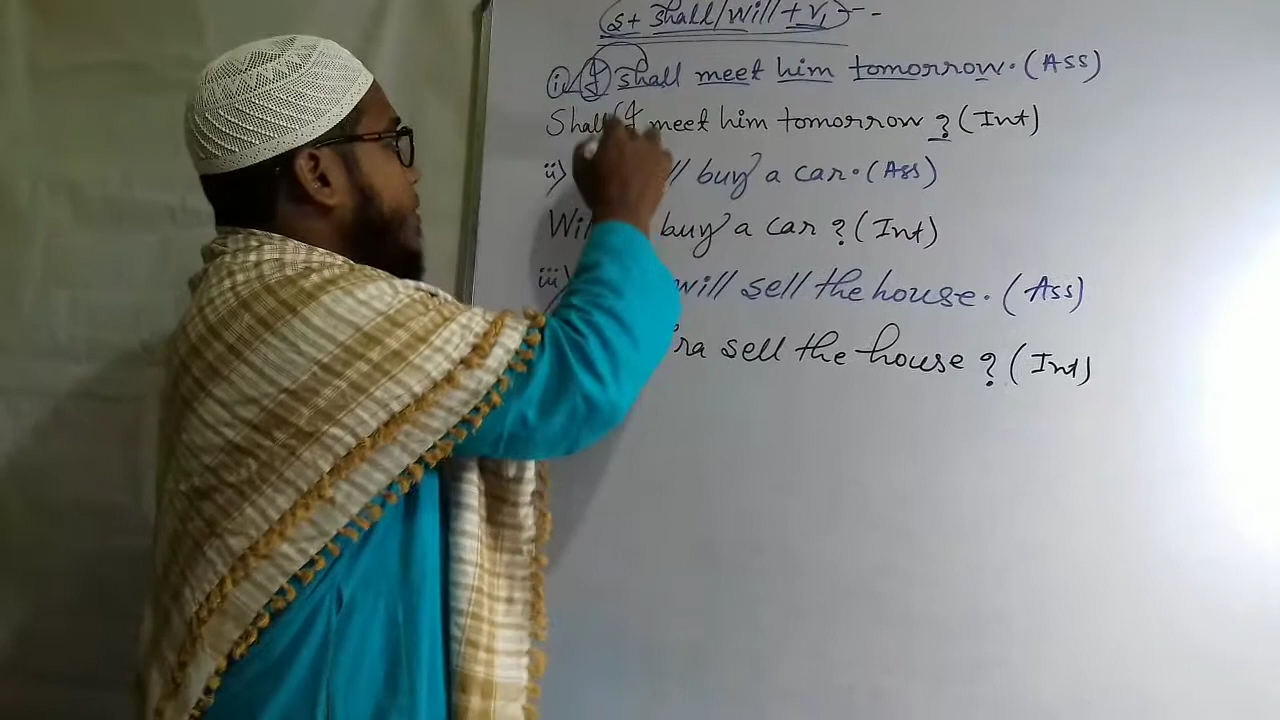 S + Shall/Will + V1 - -
i) I shall meet him tomorrow. (Ass)
Shall I meet him tomorrow ? (Int)
ii) buy a car. (Ass)
buy a car ? (Int)
iii) will sell the house. (Ass)
sell the house ? (Int)